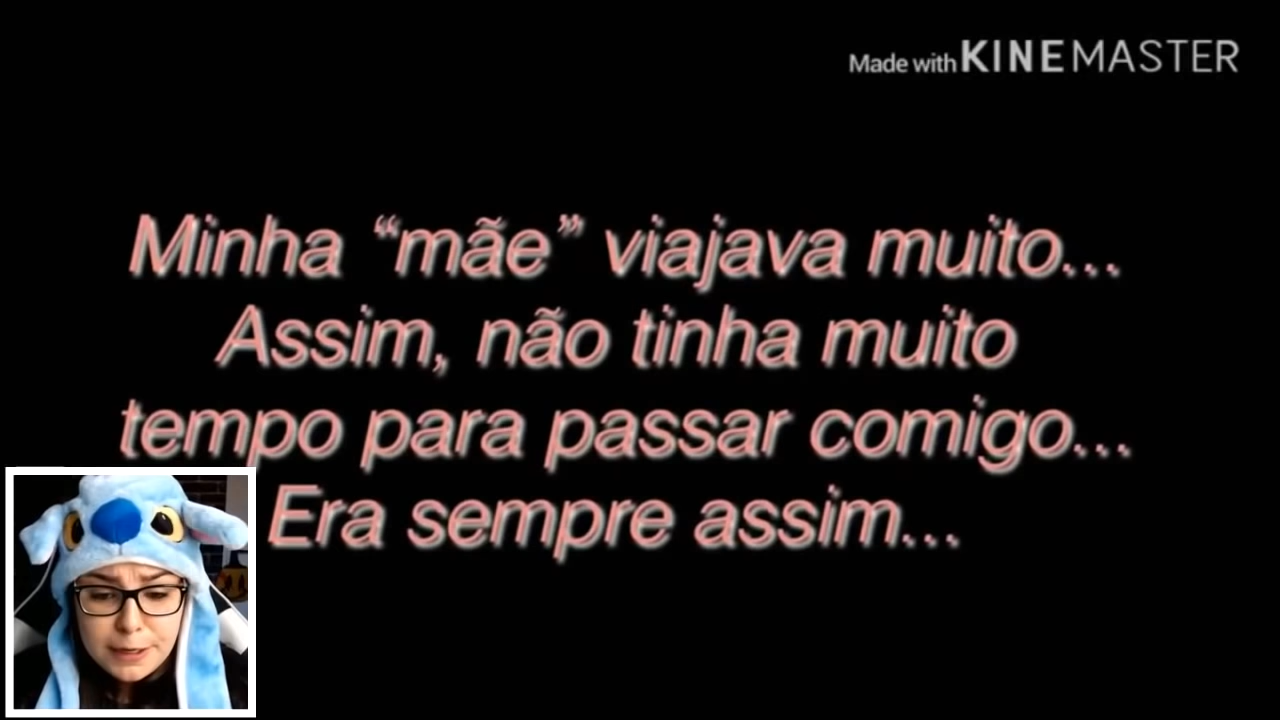 Made with KINEMASTER
Minha “mãe” viajava muito...
Assim, não tinha muito
tempo para passar comigo...
Era sempre assim...